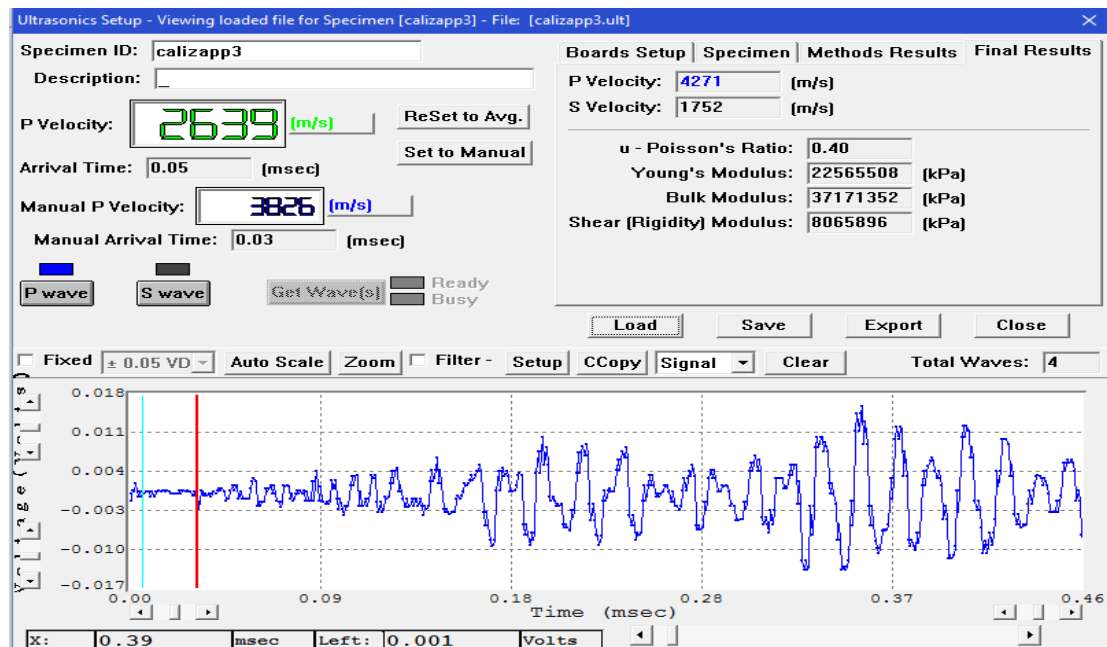 Ultrasonics Setup - Viewing loaded file for Specimen [calizapp3] - File: [calizapp3.ult]
Specimen ID: calizapp3
Description: _
P Velocity: 2639 (m/s)
ReSet to Avg.
Set to Manual
Arrival Time: 0.05 (msec)
Manual P Velocity: 3826 (m/s)
Manual Arrival Time: 0.03 (msec)
P wave S wave Get Wave(s) Ready
Busy
Boards Setup Specimen Methods Results Final Results
P Velocity: 4271 (m/s)
S Velocity: 1752 (m/s)
u - Poisson's Ratio: 0.40
Young's Modulus: 22565508 (kPa)
Bulk Modulus: 37171352 (kPa)
Shear (Rigidity) Modulus: 8065896 (kPa)
Load Save Export Close
Fixed ± 0.05 VD Auto Scale Zoom Filter - Setup CCopy Signal Clear Total Waves: 4
0.018
0.011
0.004
-0.003
-0.010
-0.017
0.00 0.09 0.18 0.28 0.37 0.46
Time (msec)
X: 0.39 msec Left: 0.001 Volts